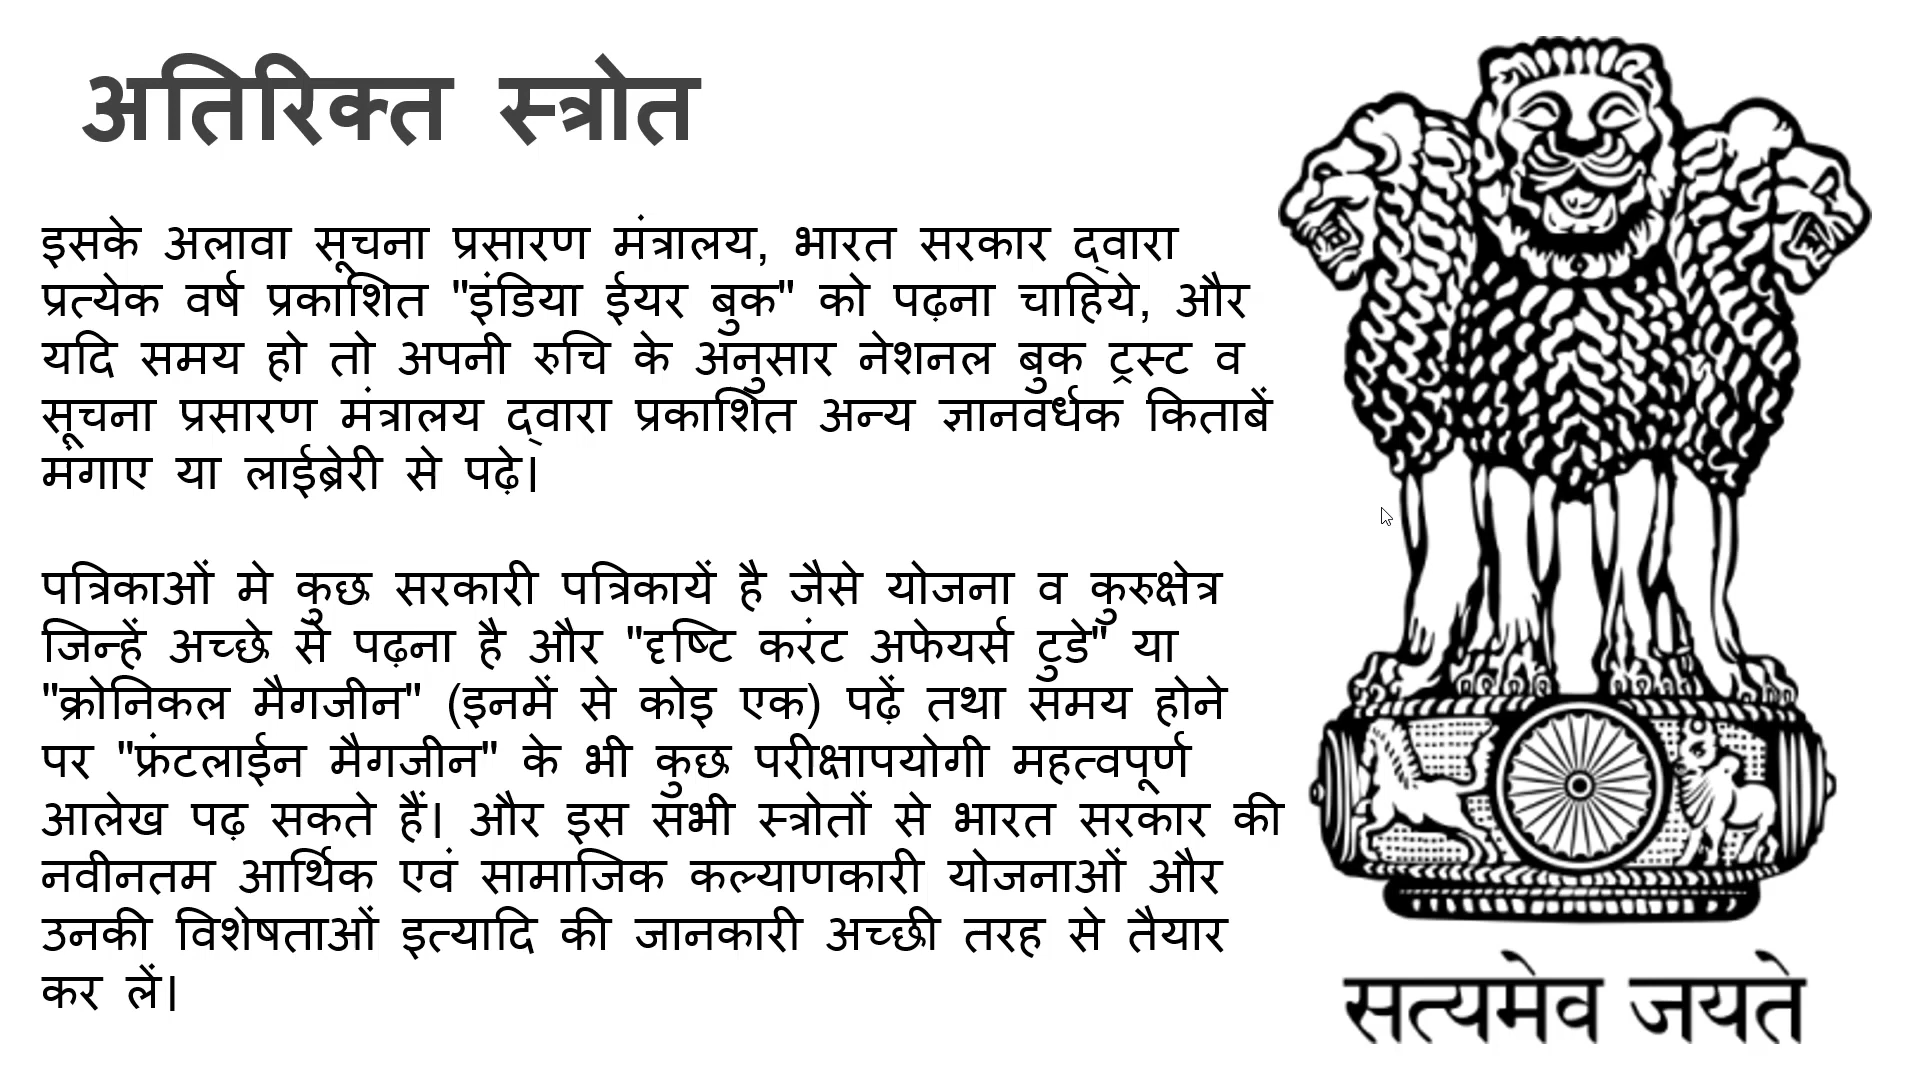 अतिरिक्त स्त्रोत
इसके अलावा सूचना प्रसारण मंत्रालय, भारत सरकार द्वारा
प्रत्येक वर्ष प्रकाशित "इंडिया ईयर बुक" को पढ़ना चाहिये, और
यदि समय हो तो अपनी रुचि के अनुसार नेशनल बुक ट्रस्ट व
सूचना प्रसारण मंत्रालय द्वारा प्रकाशित अन्य ज्ञानवर्धक किताबें
मंगाए या लाईब्रेरी से पढ़े।
पत्रिकाओं मे कुछ सरकारी पत्रिकायें है जैसे योजना व कुरुक्षेत्र
जिन्हें अच्छे से पढ़ना है और "दृष्टि करंट अफेयर्स टुडे" या
"क्रोनिकल मैगजीन" (इनमें से कोइ एक) पढ़ें तथा समय होने
पर "फ्रंटलाईन मैगजीन" के भी कुछ परीक्षापयोगी महत्वपूर्ण
आलेख पढ़ सकते हैं। और इस सभी स्त्रोतों से भारत सरकार की
नवीनतम आर्थिक एवं सामाजिक कल्याणकारी योजनाओं और
उनकी विशेषताओं इत्यादि की जानकारी अच्छी तरह से तैयार
कर लें।
सत्यमेव जयते